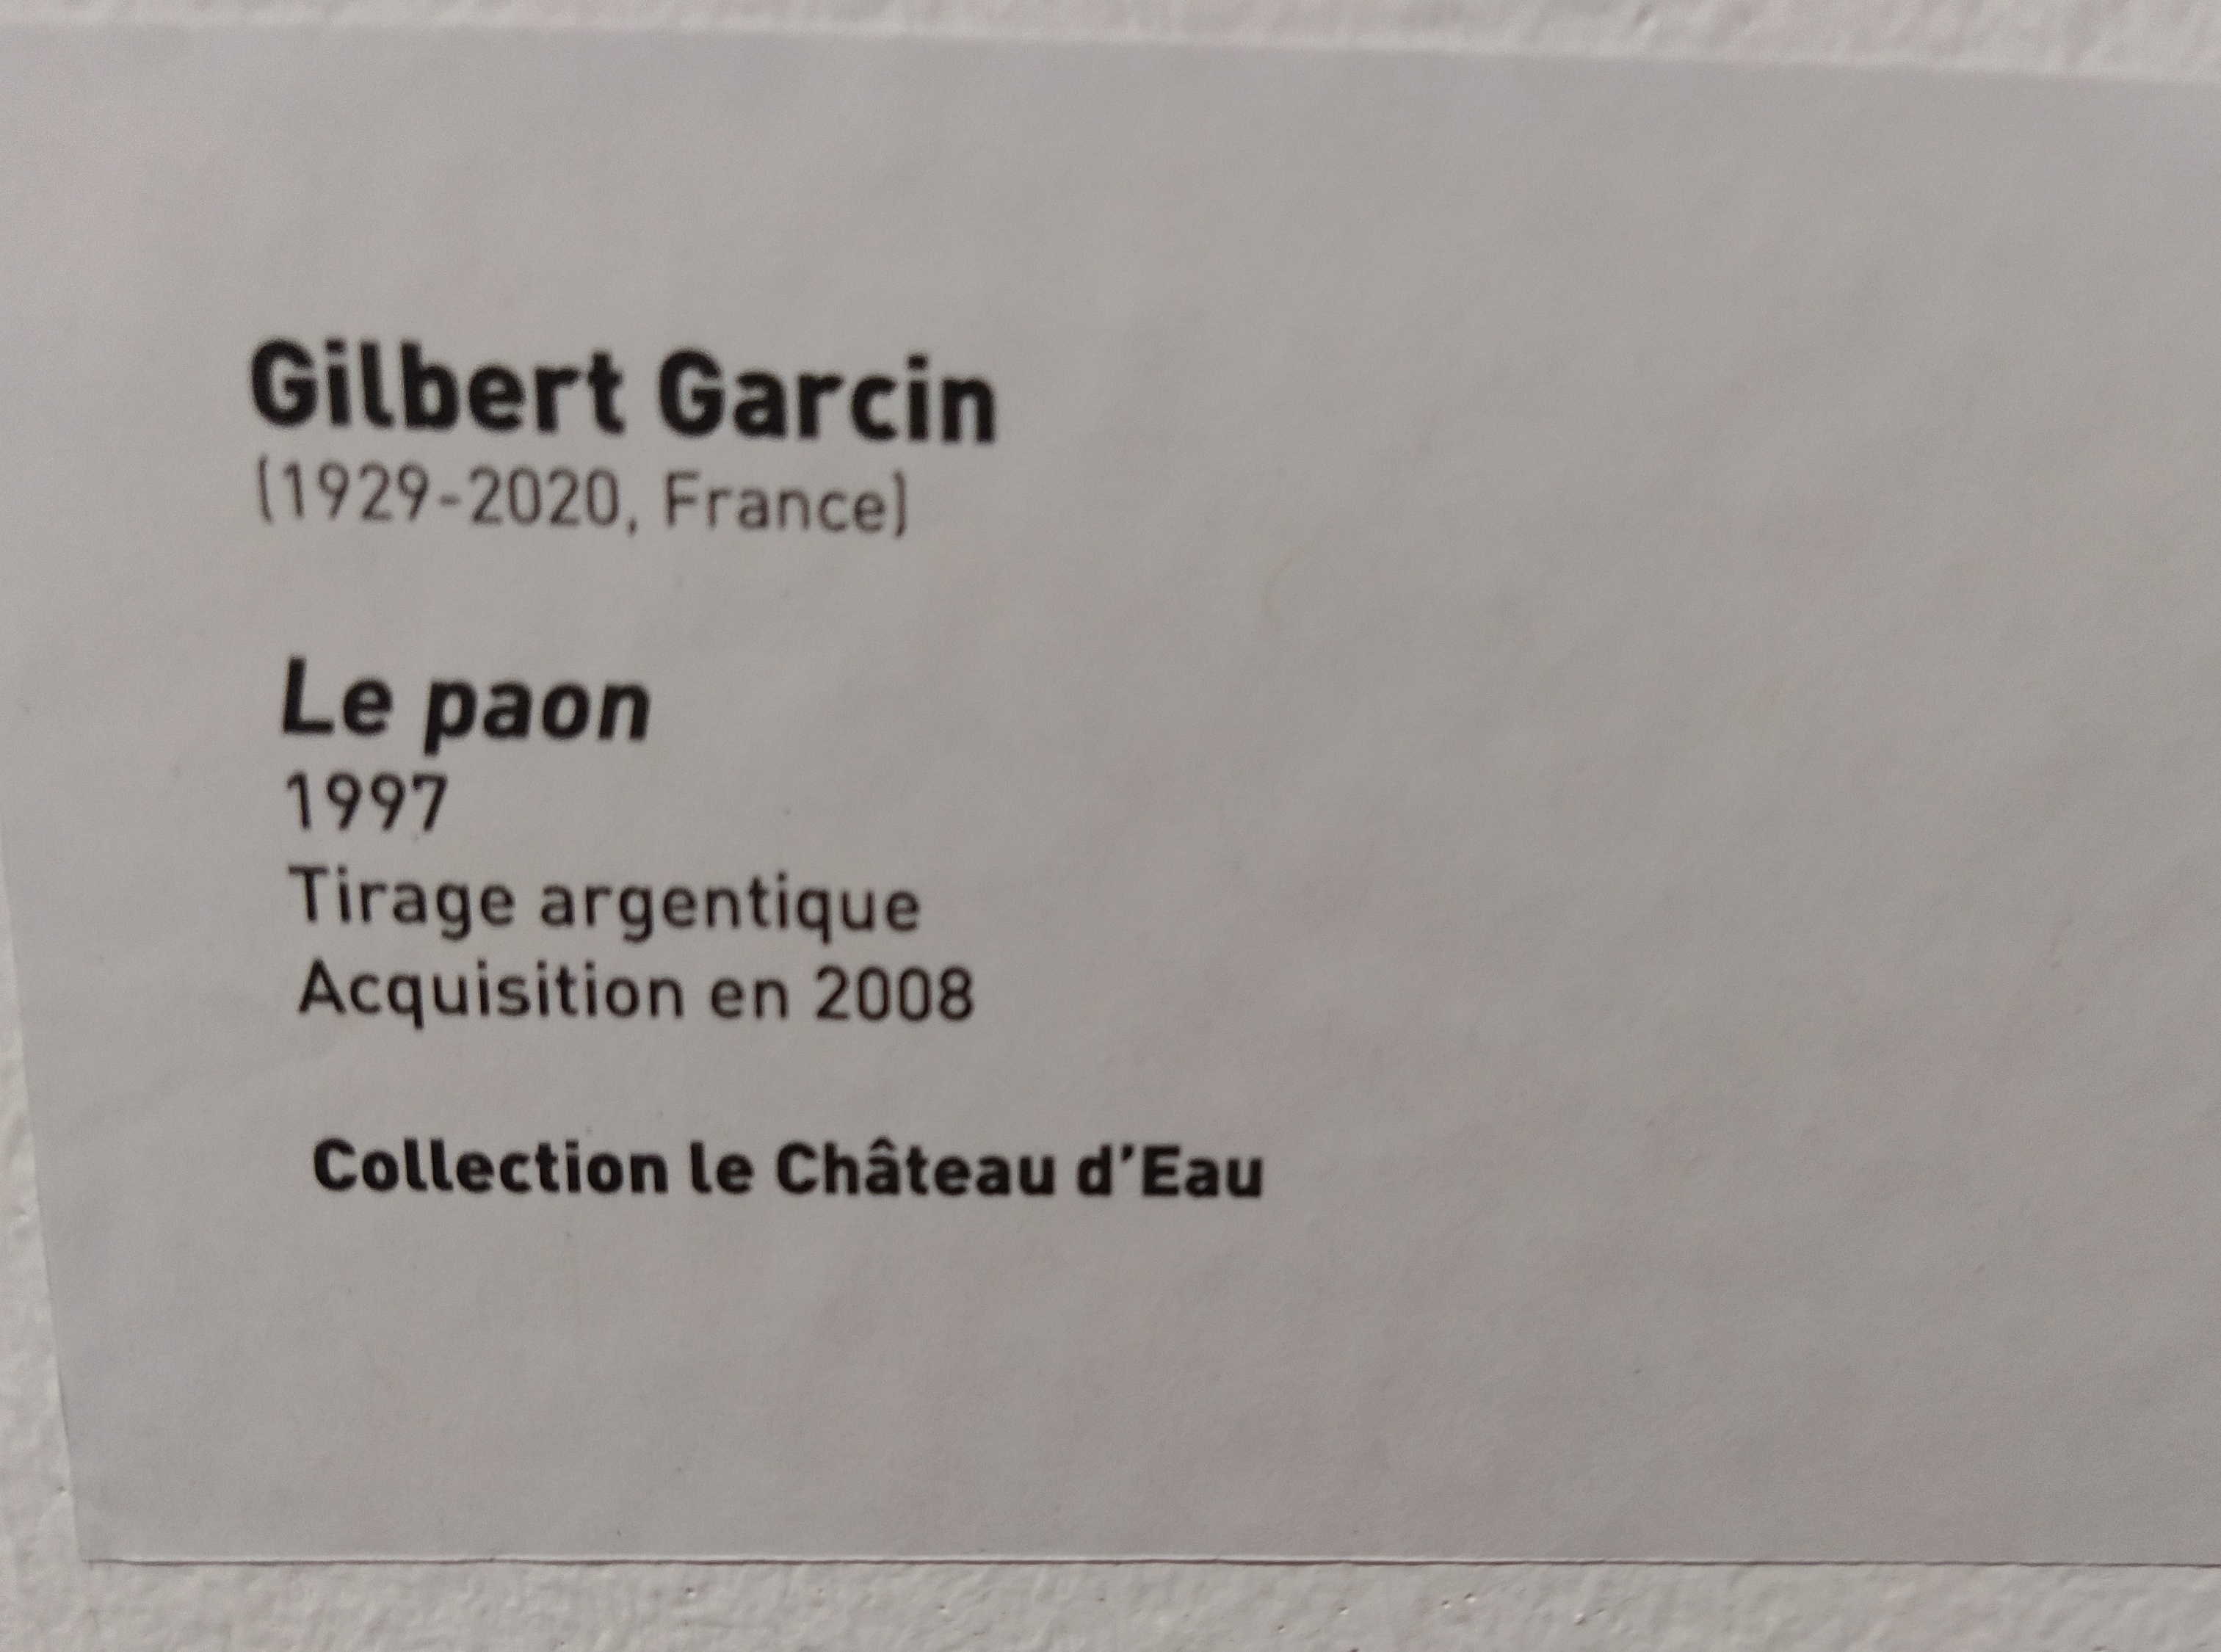 Gilbert Garcin
(1929-2020, France)
Le paon
1997
Tirage argentique
Acquisition en 2008
Collection le Château d'Eau